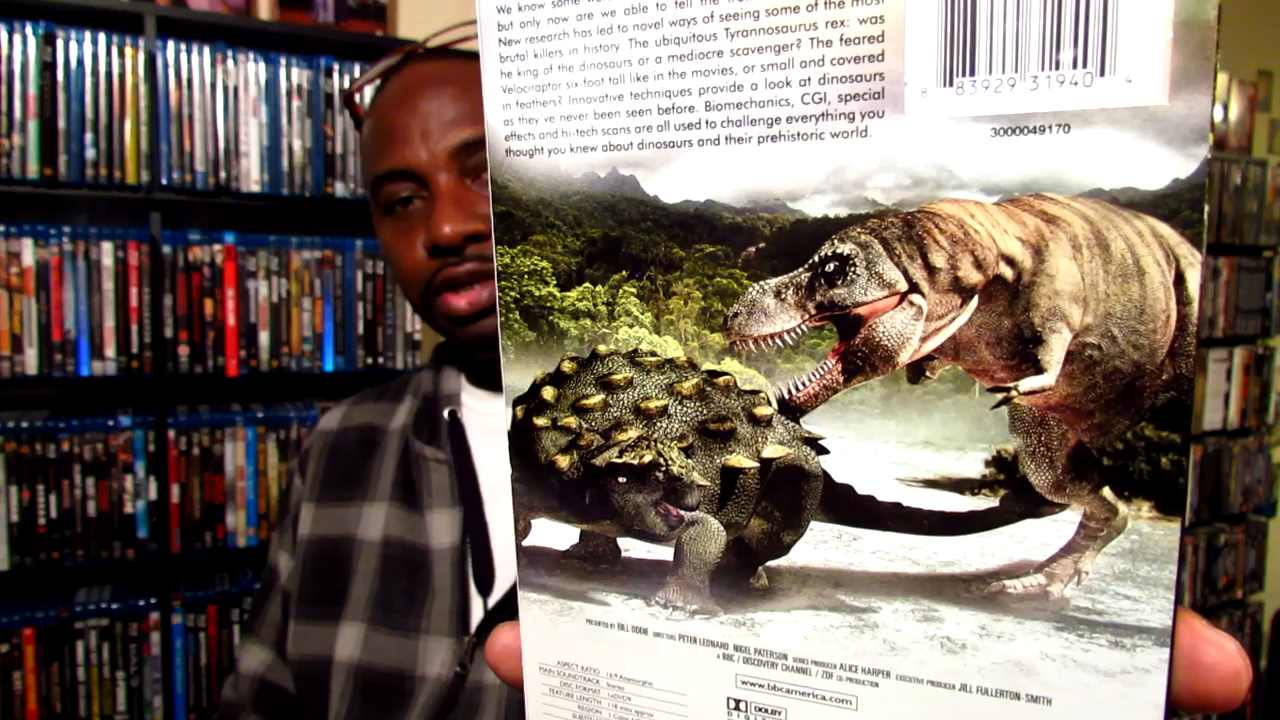 We know some
but only now are we able to tell the
New research has led to novel ways of seeing some of the most
brutal killers in history. The ubiquitous Tyrannosaurus rex: was
he king of the dinosaurs or a mediocre scavenger? The feared
Velociraptor six-foot tall like in the movies, or small and covered
in feathers? Innovative techniques provide a look at dinosaurs
as they've never been seen before. Biomechanics, CGI, special
effects and hi-tech scans are all used to challenge everything you
thought you knew about dinosaurs and their prehistoric world.
8 83929 31940 4
3000049170
PRESENTED BY BILL ODDIE DIRECTORS PETER LEONARD NIGEL PATERSON SERIES PRODUCER ALICE HARPER EXECUTIVE PRODUCER JILL FULLERTON-SMITH
A BBC / DISCOVERY CHANNEL / ZDF CO-PRODUCTION
www.bbcamerica.com
ASPECT RATIO 16:9 Anamorphic
MAIN SOUNDTRACK Stereo
DISC FORMAT
FEATURE LENGTH 118 mins approx
REGION 1
DOLBY